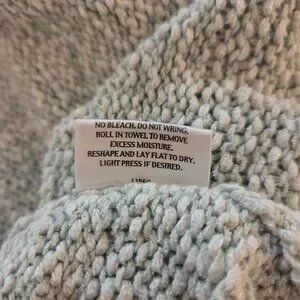 NO BLEACH. DO NOT WRING.
ROLL IN TOWEL TO REMOVE
EXCESS MOISTURE.
RESHAPE AND LAY FLAT TO DRY.
LIGHT PRESS IF DESIRED.